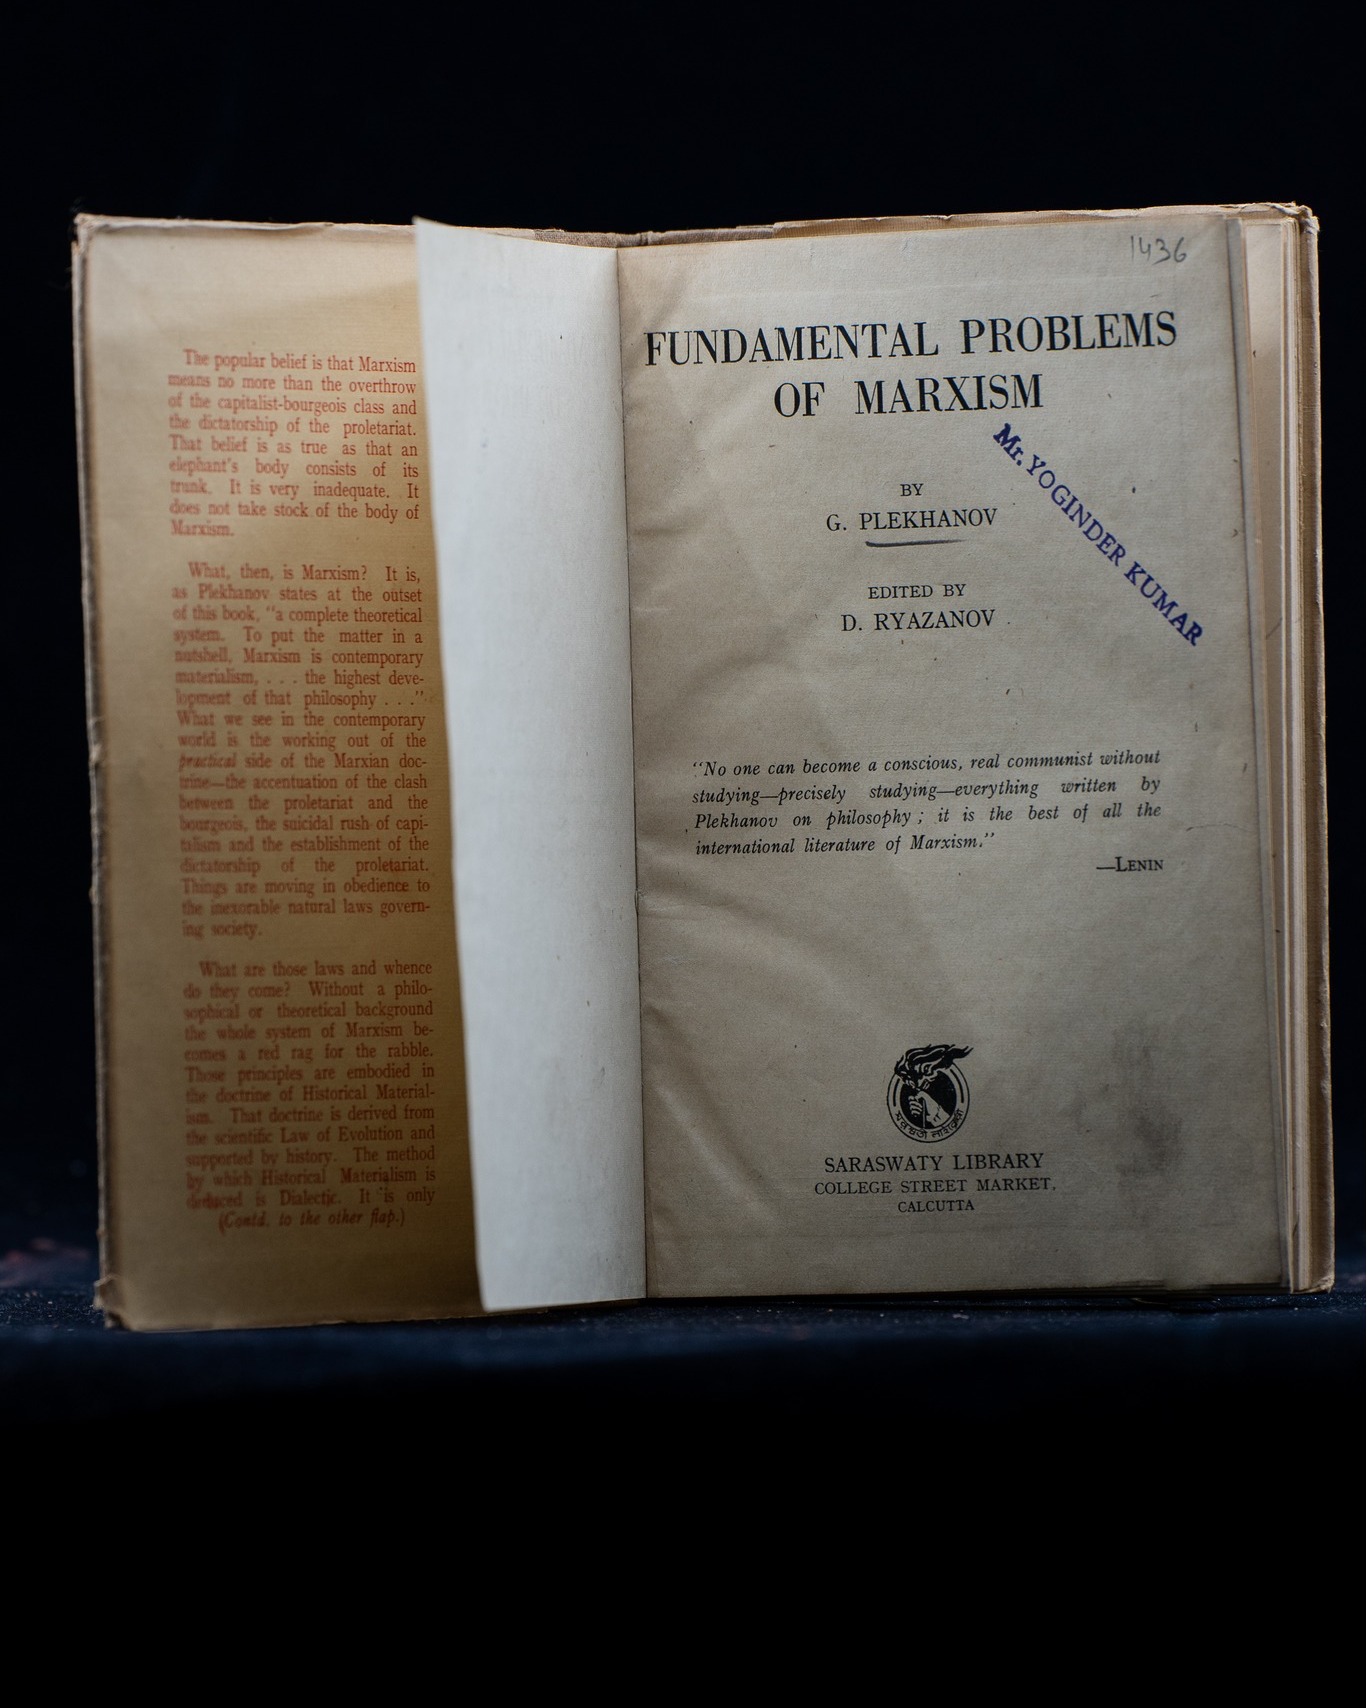 The popular belief is that Marxism
means no more than the overthrow
of the capitalist-bourgeois class and
the dictatorship of the proletariat.
That belief is as true as that an
elephant's body consists of its
trunk. It is very inadequate. It
does not take stock of the body of
Marxism.
What, then, is Marxism? It is,
as Plekhanov states at the outset
of this book, "a complete theoretical
system. To put the matter in a
nutshell, Marxism is contemporary
materialism, . . . the highest deve-
lopment of that philosophy . . ."
What we see in the contemporary
world is the working out of the
practical side of the Marxian doc-
trine—the accentuation of the clash
between the proletariat and the
bourgeois, the suicidal rush of capi-
talism and the establishment of the
dictatorship of the proletariat.
Things are moving in obedience to
the inexorable natural laws govern-
ing society.
What are those laws and whence
do they come? Without a philo-
sophical or theoretical background
the whole system of Marxism be-
comes a red rag for the rabble.
Those principles are embodied in
the doctrine of Historical Material-
ism. That doctrine is derived from
the scientific Law of Evolution and
supported by history. The method
by which Historical Materialism is
deduced is Dialectic. It is only
(Contd. to the other flap.)
1436
FUNDAMENTAL PROBLEMS
OF MARXISM
Mr. YOGINDER KUMAR
BY
G. PLEKHANOV
EDITED BY
D. RYAZANOV
"No one can become a conscious, real communist without
studying—precisely studying—everything written by
Plekhanov on philosophy ; it is the best of all the
international literature of Marxism."
—LENIN
সরস্বতী লাইব্রেরী
SARASWATY LIBRARY
COLLEGE STREET MARKET,
CALCUTTA